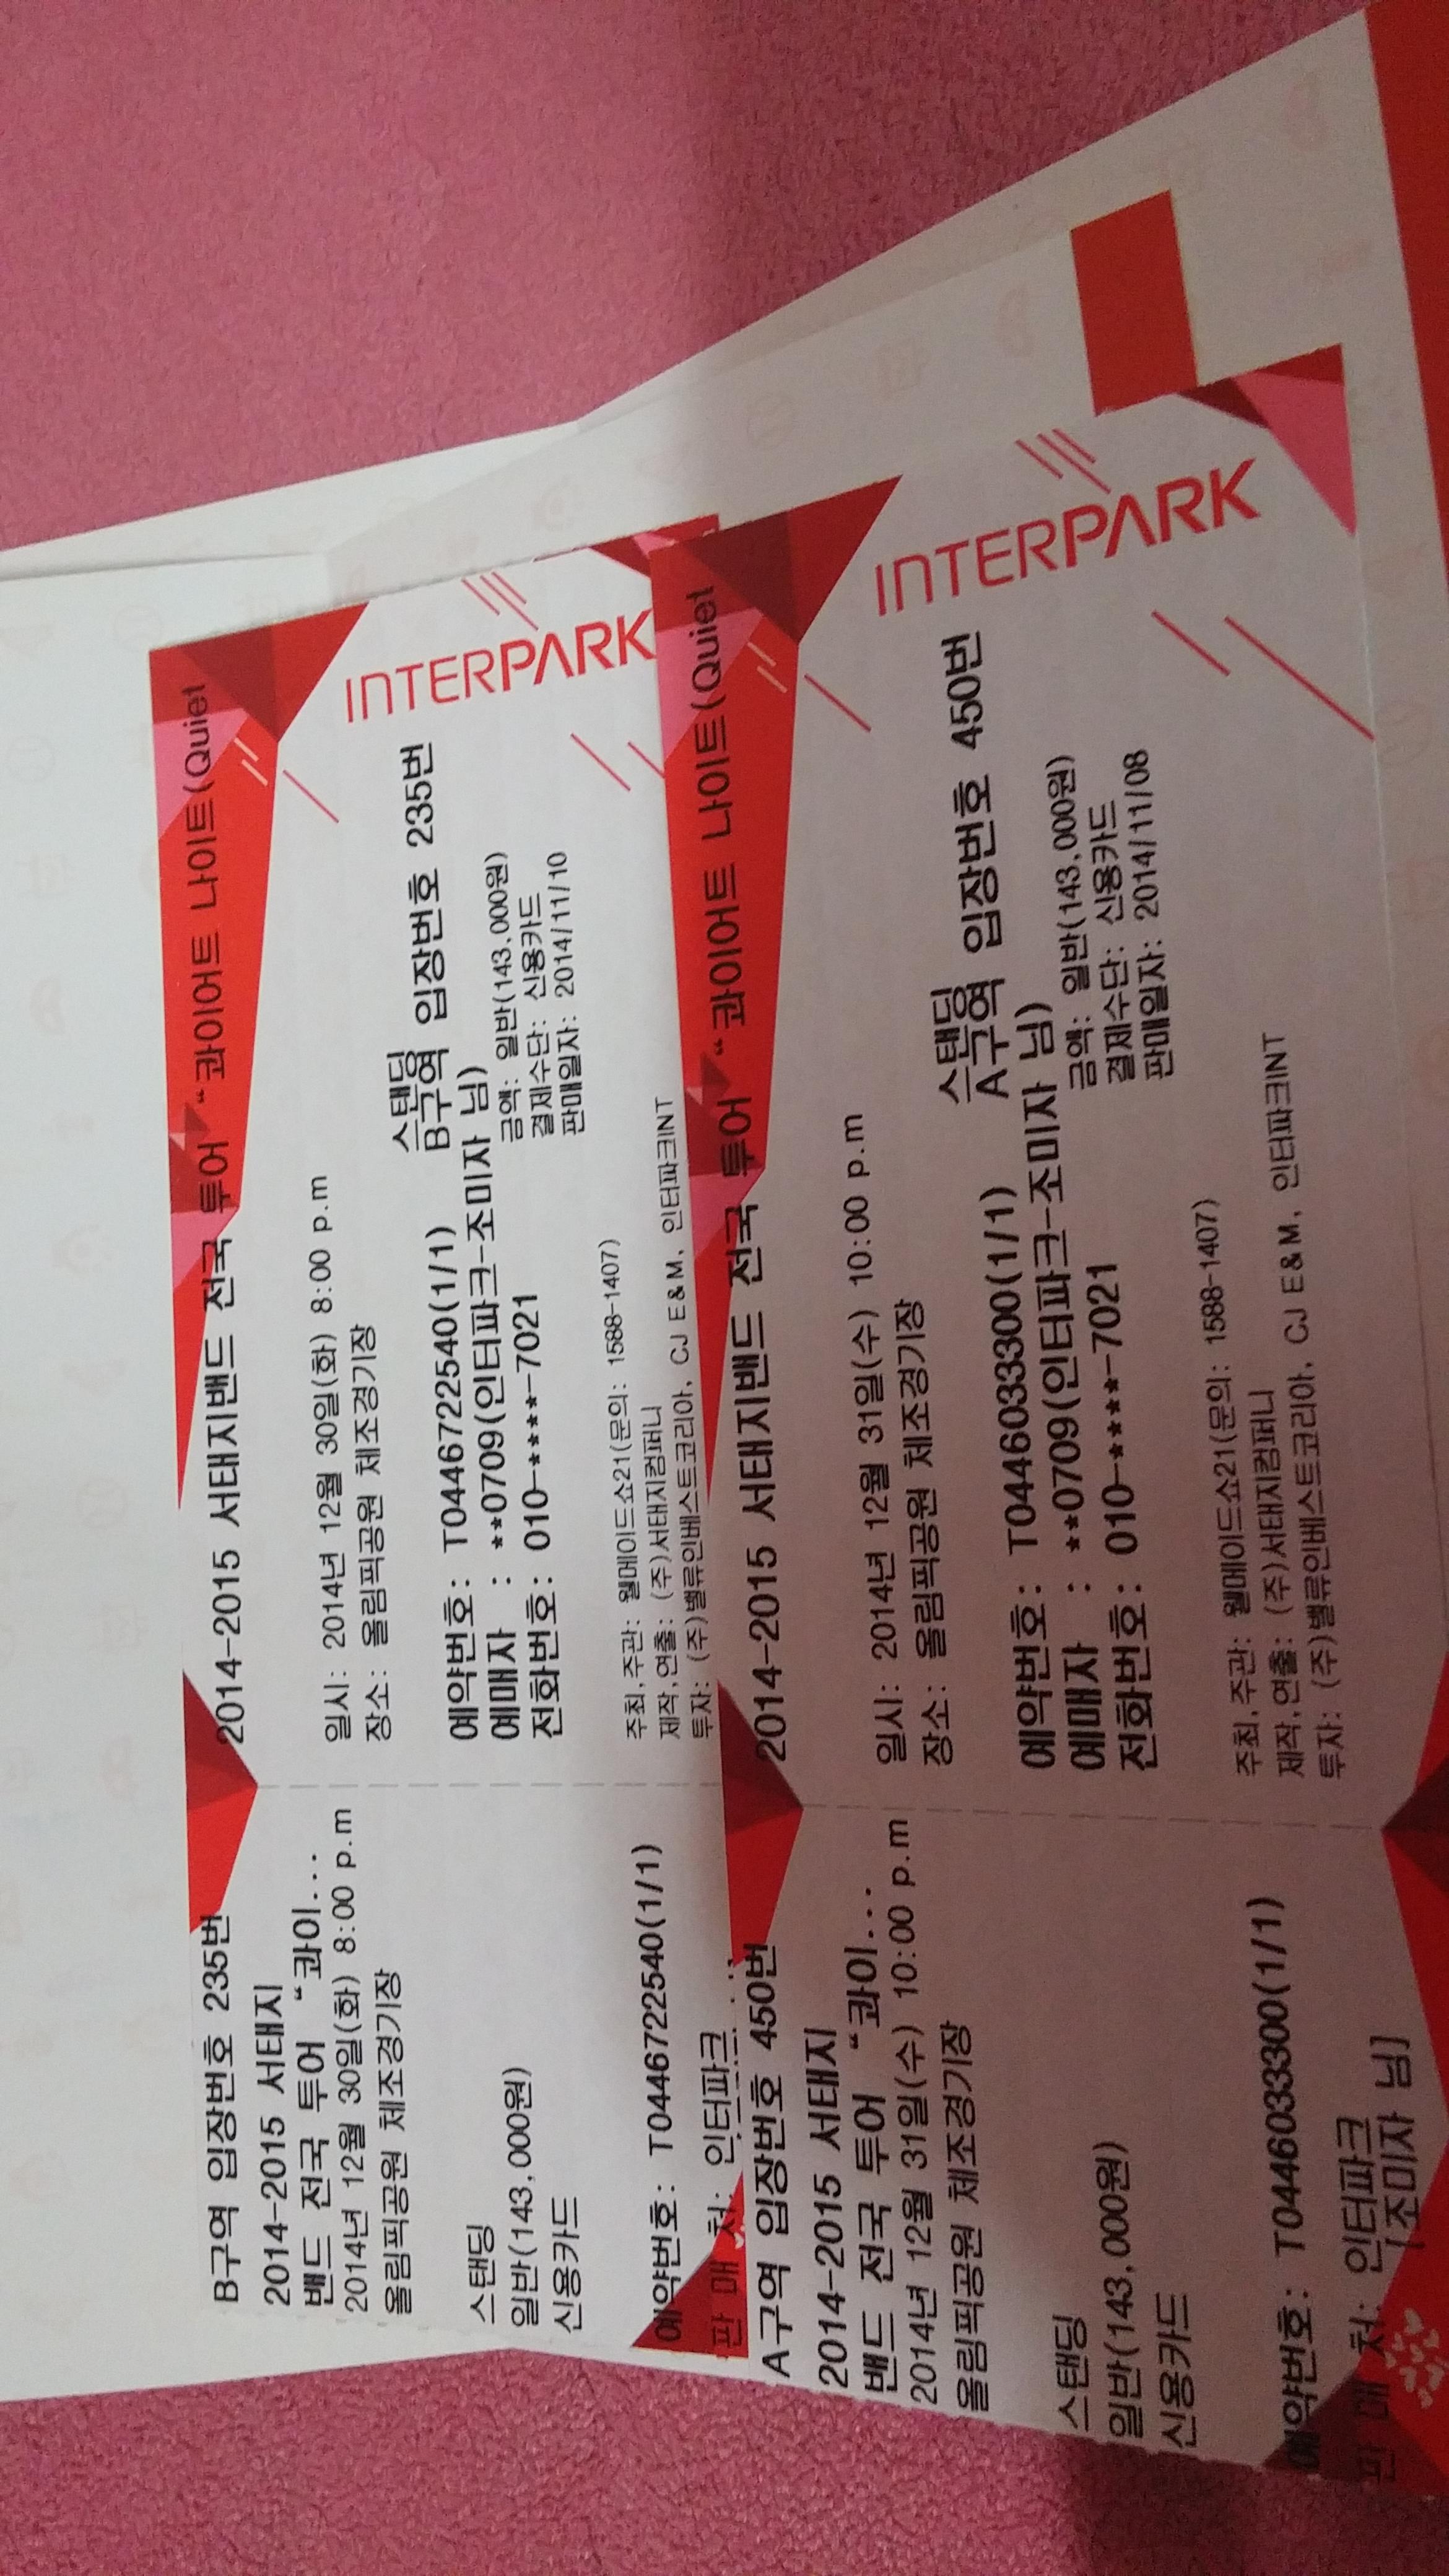 2014-2015 서태지밴드 전국 투어 “콰이어트 나이트(Quiet
일시: 2014년 12월 30일(화) 8:00 p.m
장소: 올림픽공원 체조경기장
스탠딩
B구역 입장번호 235번
예약번호: T0446722540(1/1)
예매자 : **0709(인터파크-조미자 님)
전화번호: 010-****-7021
금액: 일반(143,000원)
결제수단: 신용카드
판매일자: 2014/11/10
주최,주관: 웰메이드쇼21(문의: 1588-1407)
제작,연출: (주)서태지컴퍼니
투자: (주)밸류인베스트코리아, CJ E&M, 인터파크INT
INTERPARK
B구역 입장번호 235번
2014-2015 서태지
밴드 전국 투어 “콰이...
2014년 12월 30일(화) 8:00 p.m
올림픽공원 체조경기장
스탠딩
일반(143,000원)
신용카드
예약번호: T0446722540(1/1)
판 매 처: 인터파크
2014-2015 서태지밴드 전국 투어 “콰이어트 나이트(Quiet
일시: 2014년 12월 31일(수) 10:00 p.m
장소: 올림픽공원 체조경기장
스탠딩
A구역 입장번호 450번
예약번호: T0446033300(1/1)
예매자 : **0709(인터파크-조미자 님)
전화번호: 010-****-7021
금액: 일반(143,000원)
결제수단: 신용카드
판매일자: 2014/11/08
주최,주관: 웰메이드쇼21(문의: 1588-1407)
제작,연출: (주)서태지컴퍼니
투자: (주)밸류인베스트코리아, CJ E&M, 인터파크INT
INTERPARK
A구역 입장번호 450번
2014-2015 서태지
밴드 전국 투어 “콰이...
2014년 12월 31일(수) 10:00 p.m
올림픽공원 체조경기장
스탠딩
일반(143,000원)
신용카드
예약번호: T0446033300(1/1)
판 매 처: 인터파크
[조미자 님]